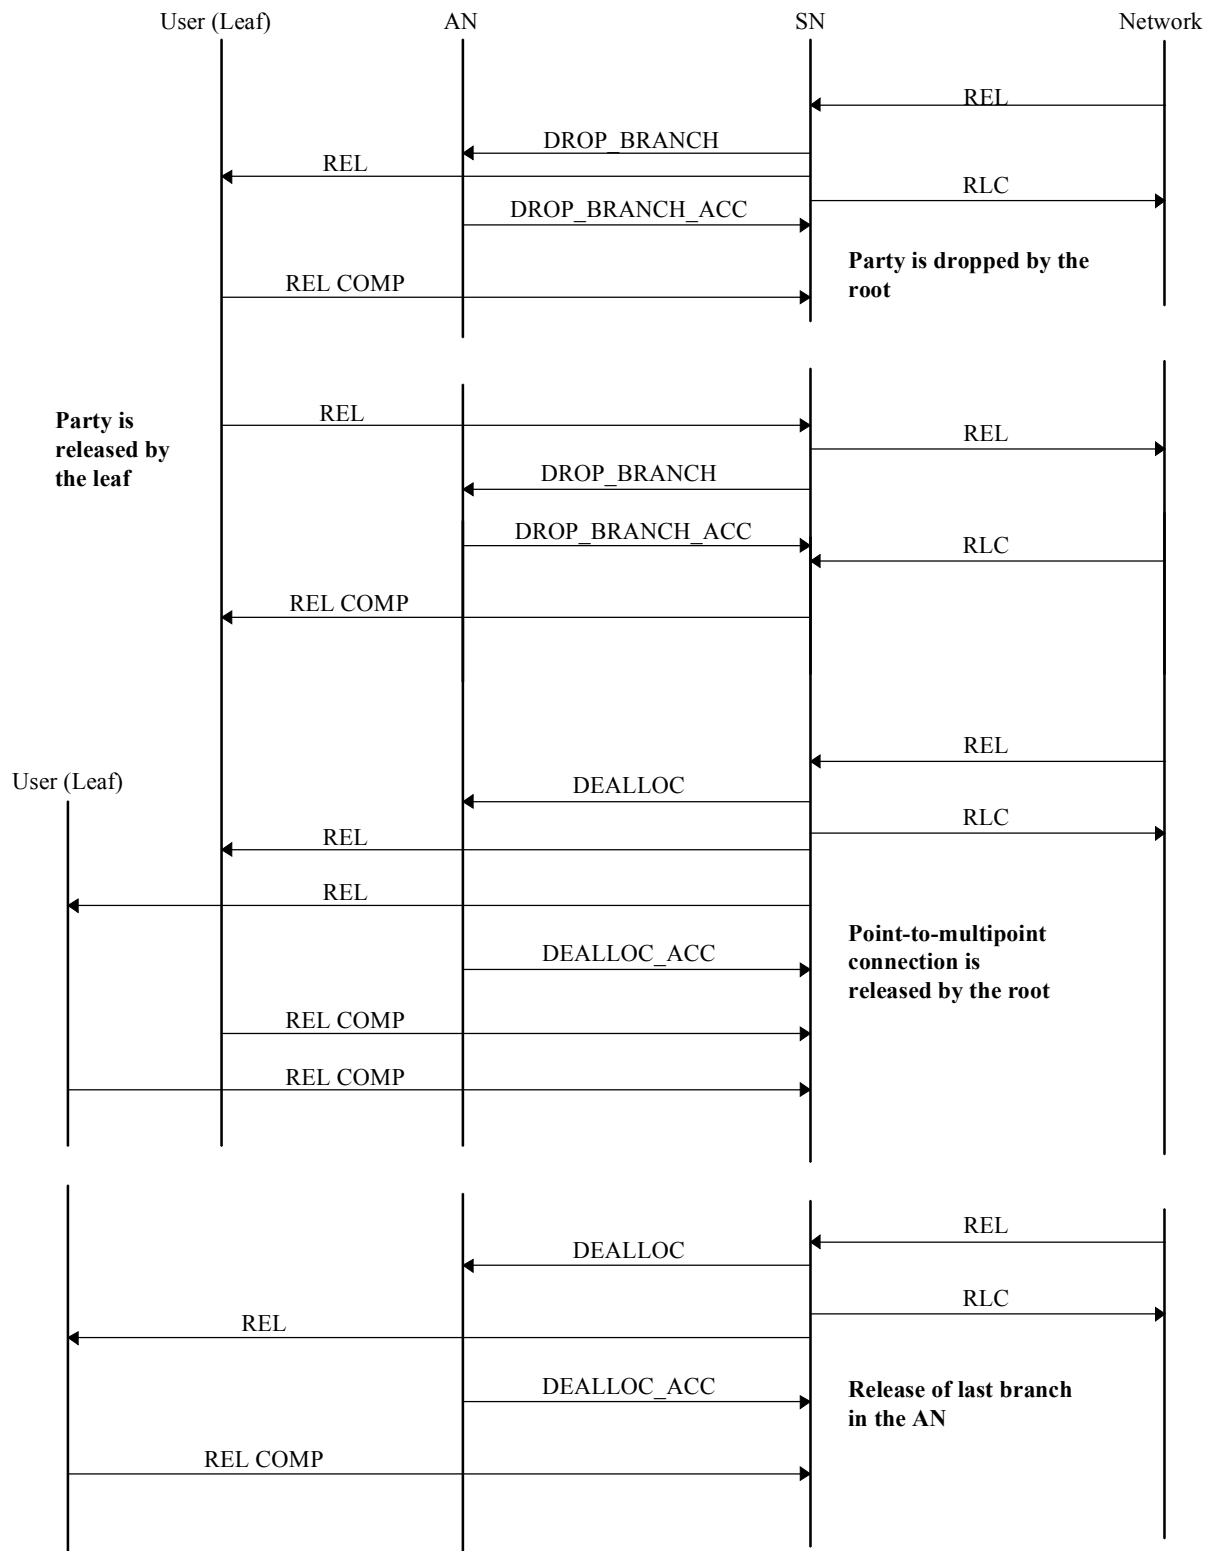 User (Leaf) AN SN Network
REL
DROP_BRANCH
REL
RLC
DROP_BRANCH_ACC
Party is dropped by the
root
REL COMP
Party is
released by
the leaf
REL
REL
DROP_BRANCH
DROP_BRANCH_ACC
RLC
REL COMP
REL
User (Leaf)
DEALLOC
RLC
REL
REL
Point-to-multipoint
connection is
released by the root
DEALLOC_ACC
REL COMP
REL COMP
REL
DEALLOC
RLC
REL
DEALLOC_ACC
Release of last branch
in the AN
REL COMP